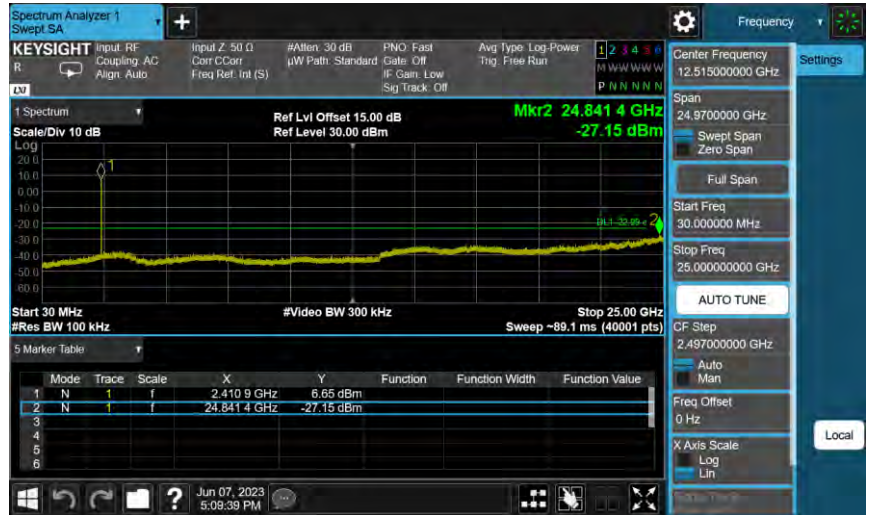 Spectrum Analyzer 1
Swept SA
+
Frequency
KEYSIGHT
R
LXI
Input: RF
Coupling: AC
Align: Auto
Input Z: 50 Ω
Corr CCorr
Freq Ref: Int (S)
#Atten: 30 dB
µW Path: Standard
PNO: Fast
Gate: Off
IF Gain: Low
Sig Track: Off
Avg Type: Log-Power
Trig: Free Run
1 2 3 4 5 6
M W W W W W
P N N N N N
1 Spectrum
Scale/Div 10 dB
Ref Lvl Offset 15.00 dB
Ref Level 30.00 dBm
Mkr2 24.841 4 GHz
-27.15 dBm
Log
20.0
10.0
0.00
-10.0
-20.0
-30.0
-40.0
-50.0
-60.0
1
2
Start 30 MHz
#Res BW 100 kHz
#Video BW 300 kHz
Stop 25.00 GHz
Sweep ~89.1 ms (40001 pts)
5 Marker Table
Mode Trace Scale X Y Function Function Width Function Value
1 N 1 f 2.410 9 GHz 6.65 dBm
2 N 1 f 24.841 4 GHz -27.15 dBm
3
4
5
6
?
Jun 07, 2023
5:09:39 PM
Center Frequency
12.515000000 GHz
Span
24.9700000 GHz
Swept Span
Zero Span
Full Span
Start Freq
30.000000 MHz
Stop Freq
25.000000000 GHz
AUTO TUNE
CF Step
2.497000000 GHz
Auto
Man
Freq Offset
0 Hz
X Axis Scale
Log
Lin
Settings
Local